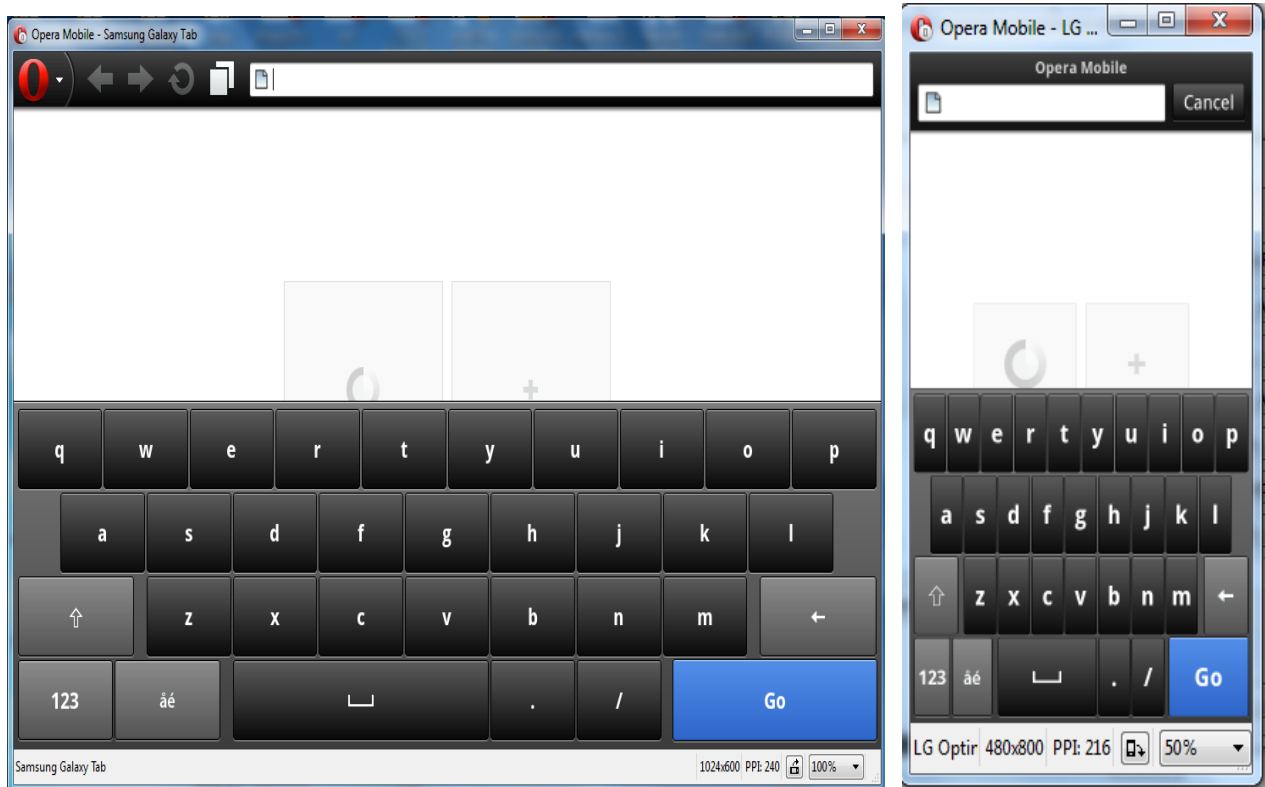 Opera Mobile - Samsung Galaxy Tab
q w e r t y u i o p
a s d f g h j k l
z x c v b n m
123 åé . / Go
Samsung Galaxy Tab 1024x600 PPI: 240 100%
Opera Mobile - LG ...
Opera Mobile
Cancel
q w e r t y u i o p
a s d f g h j k l
z x c v b n m
123 åé . / Go
LG Optir 480x800 PPI: 216 50%